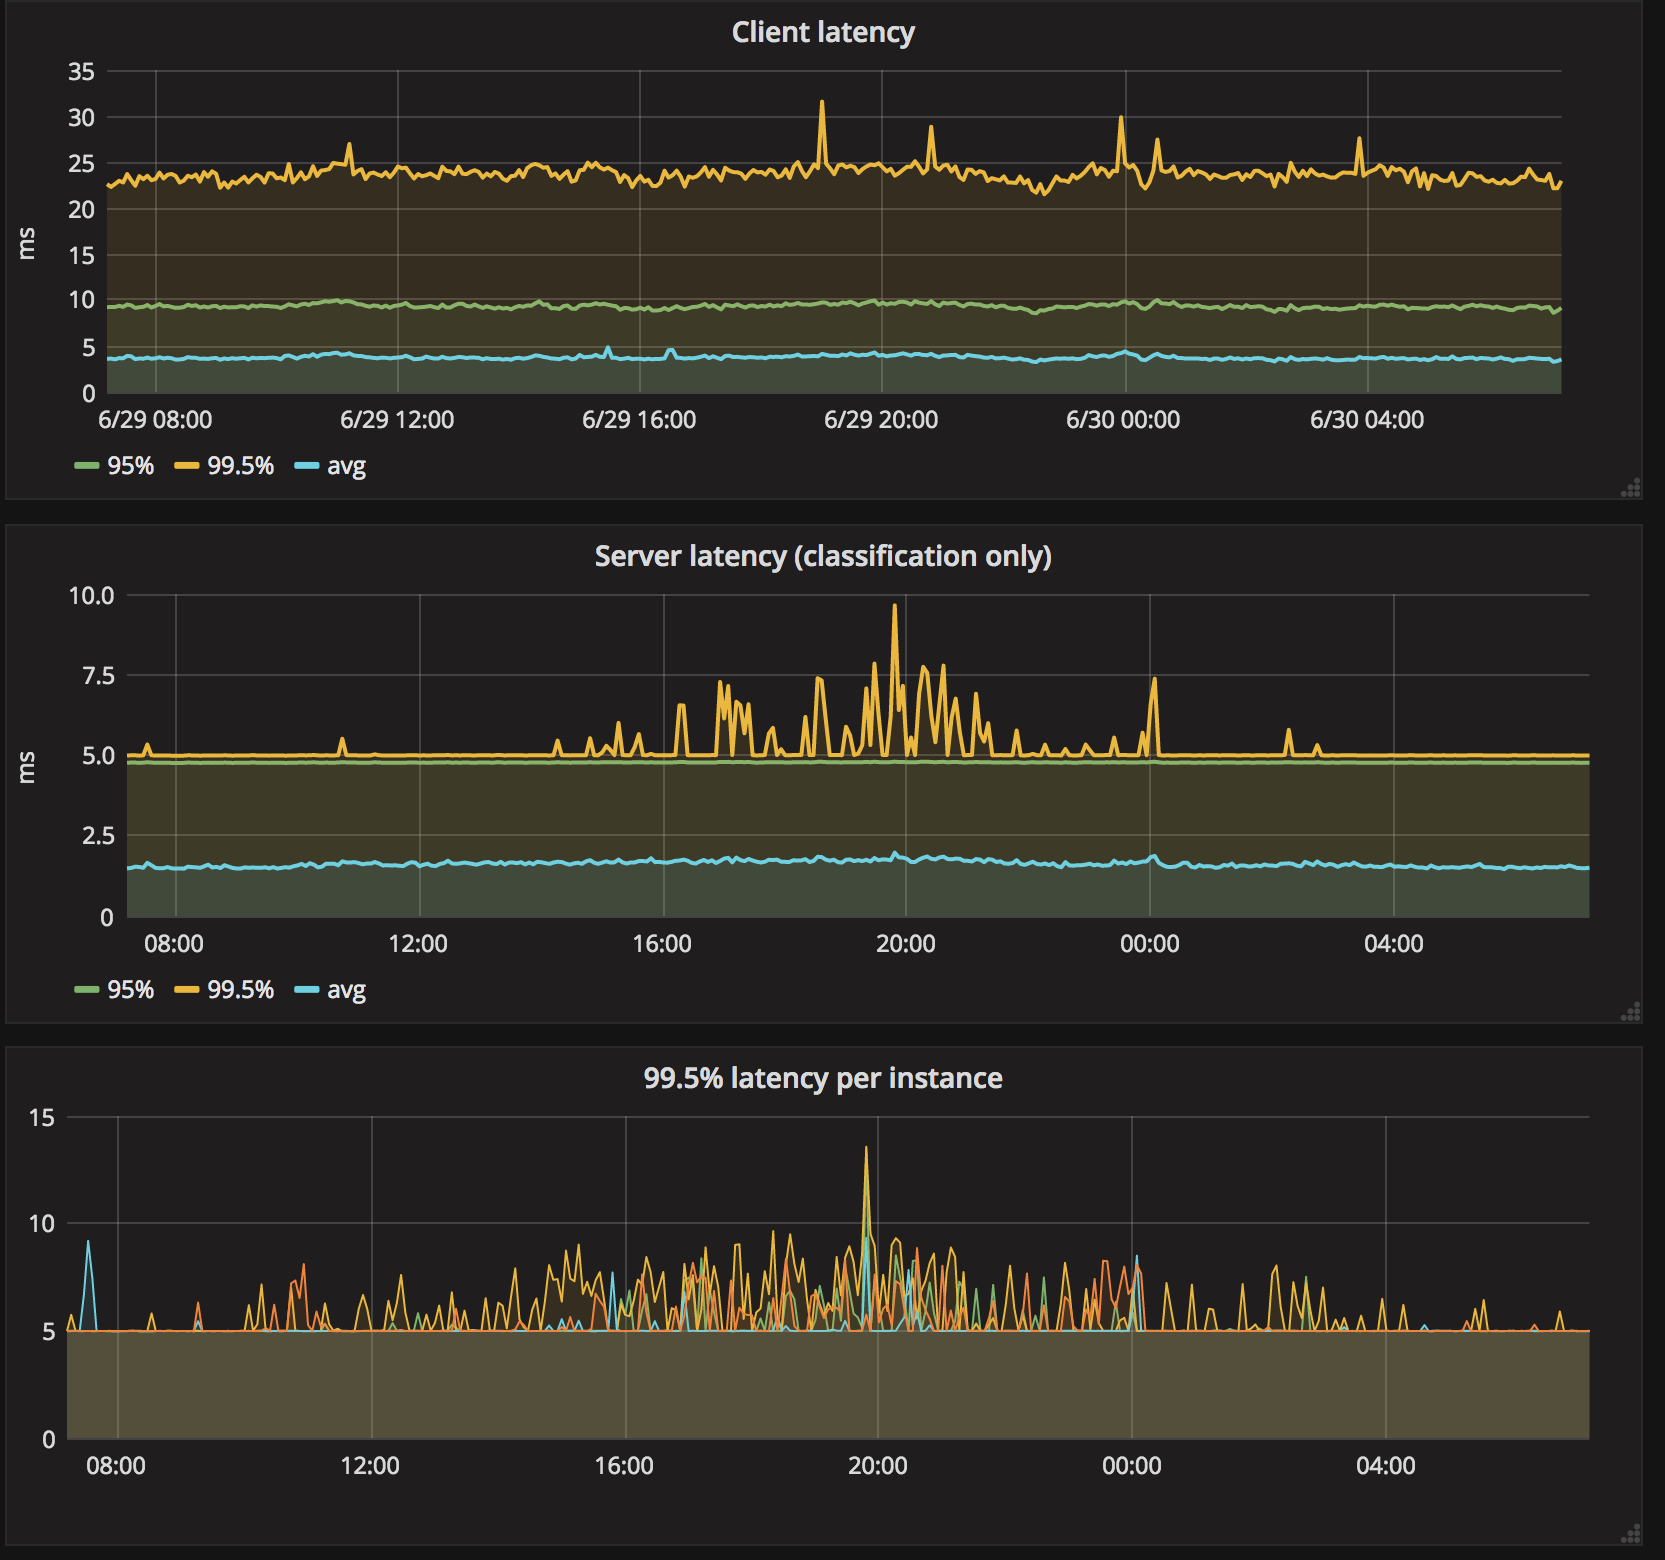 Client latency
35
30
25
20
15
10
5
0
ms
6/29 08:00 6/29 12:00 6/29 16:00 6/29 20:00 6/30 00:00 6/30 04:00
95% 99.5% avg
Server latency (classification only)
10.0
7.5
5.0
2.5
0
ms
08:00 12:00 16:00 20:00 00:00 04:00
95% 99.5% avg
99.5% latency per instance
15
10
5
0
08:00 12:00 16:00 20:00 00:00 04:00